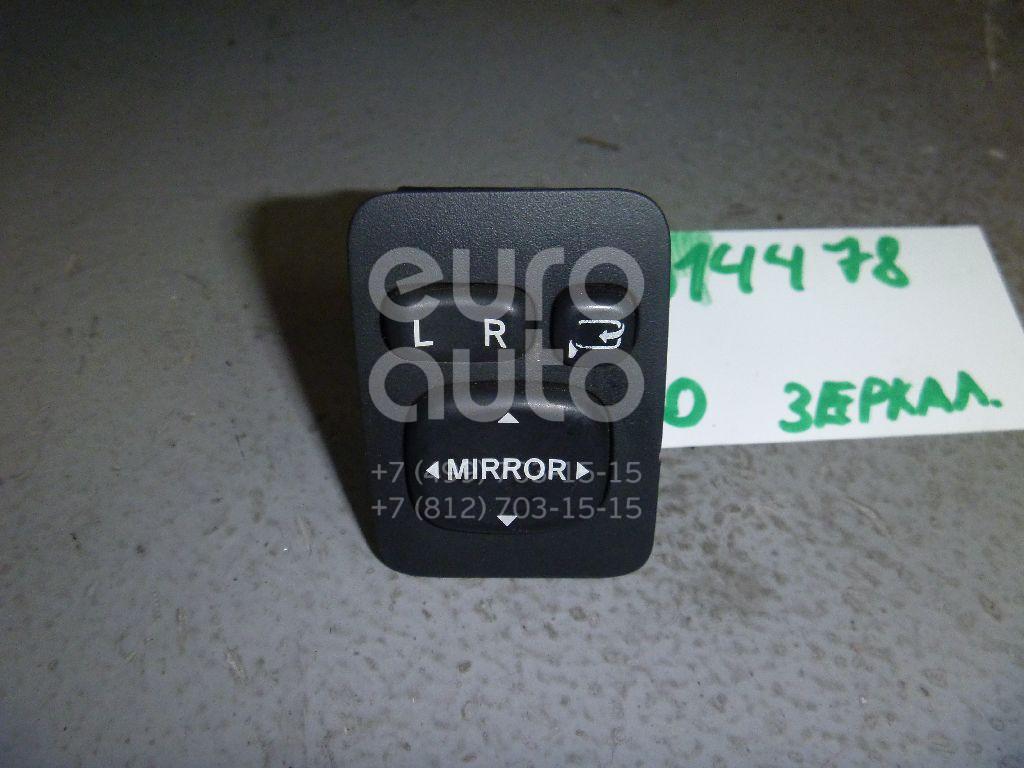 euro
auto
L R
MIRROR
+7 (812) 703-15-15
14478
ЗЕРКАЛ.